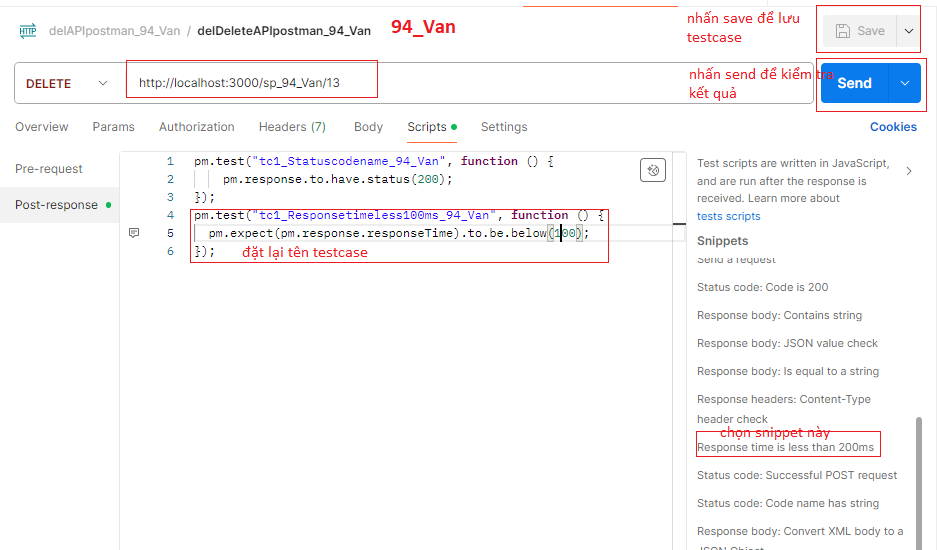 HTTP delAPIpostman_94_Van / delDeleteAPIpostman_94_Van
94_Van
nhấn save để lưu
testcase
Save
DELETE
http://localhost:3000/sp_94_Van/13
nhấn send để kiểm tra
kết quả
Send
Overview Params Authorization Headers (7) Body Scripts Settings Cookies
Pre-request
Post-response
1 pm.test("tc1_Statuscodename_94_Van", function () {
2 pm.response.to.have.status(200);
3 });
4 pm.test("tc1_Responsetimeless100ms_94_Van", function () {
5 pm.expect(pm.response.responseTime).to.be.below(100);
6 });
đặt lại tên testcase
Test scripts are written in JavaScript,
and are run after the response is
received. Learn more about
tests scripts
Snippets
Send a request
Status code: Code is 200
Response body: Contains string
Response body: JSON value check
Response body: Is equal to a string
Response headers: Content-Type
header check
chọn snippet này
Response time is less than 200ms
Status code: Successful POST request
Status code: Code name has string
Response body: Convert XML body to a
JSON Object